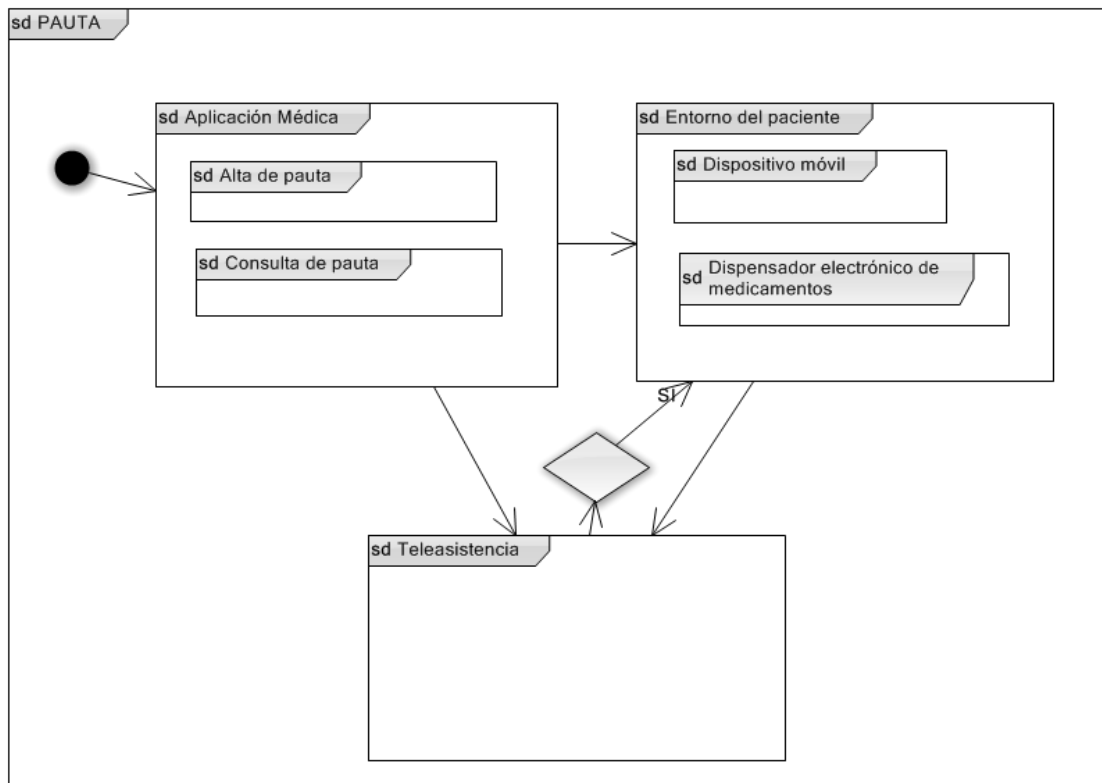 sd PAUTA
sd Aplicación Médica
sd Entorno del paciente
sd Alta de pauta
sd Dispositivo móvil
sd Consulta de pauta
sd Dispensador electrónico de
medicamentos
SI
sd Teleasistencia